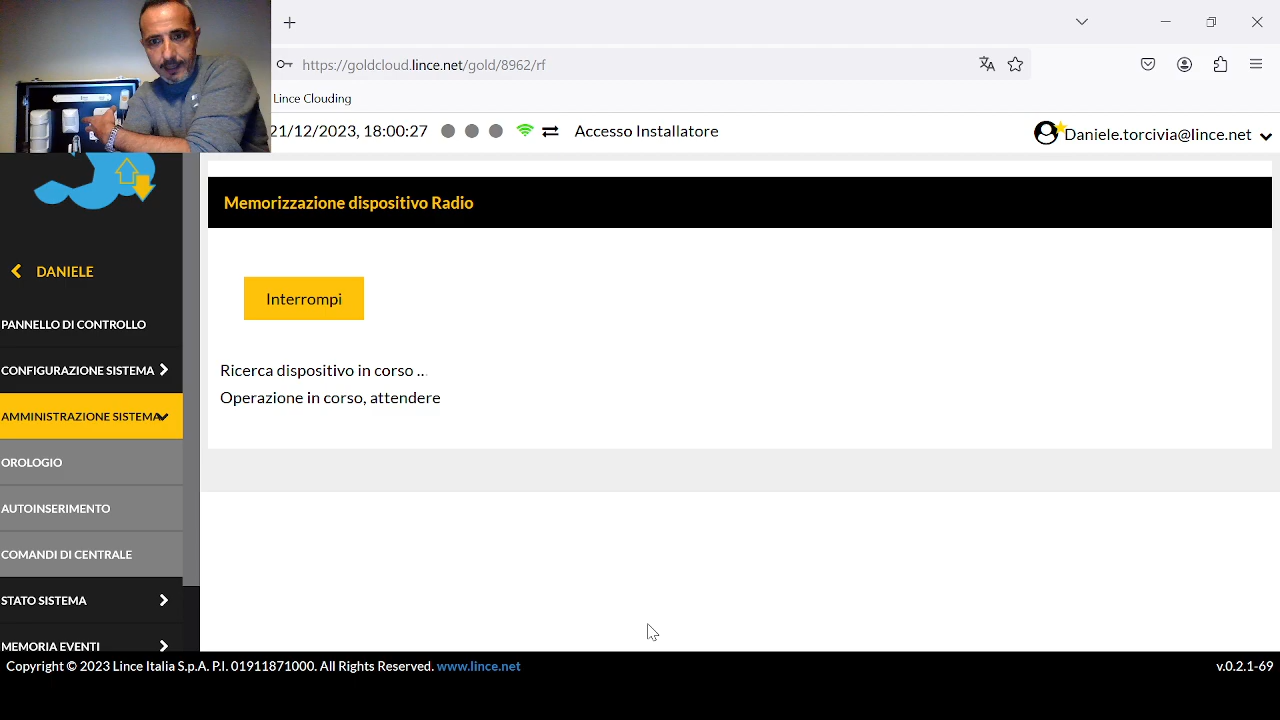 https://goldcloud.lince.net/gold/8962/rf
Lince Clouding
21/12/2023, 18:00:27
Accesso Installatore
Daniele.torcivia@lince.net
Memorizzazione dispositivo Radio
DANIELE
Interrompi
PANNELLO DI CONTROLLO
CONFIGURAZIONE SISTEMA
Ricerca dispositivo in corso ..
Operazione in corso, attendere
AMMINISTRAZIONE SISTEMA
OROLOGIO
AUTOINSERIMENTO
COMANDI DI CENTRALE
STATO SISTEMA
MEMORIA EVENTI
Copyright © 2023 Lince Italia S.p.A. P.I. 01911871000. All Rights Reserved. www.lince.net
v.0.2.1-69